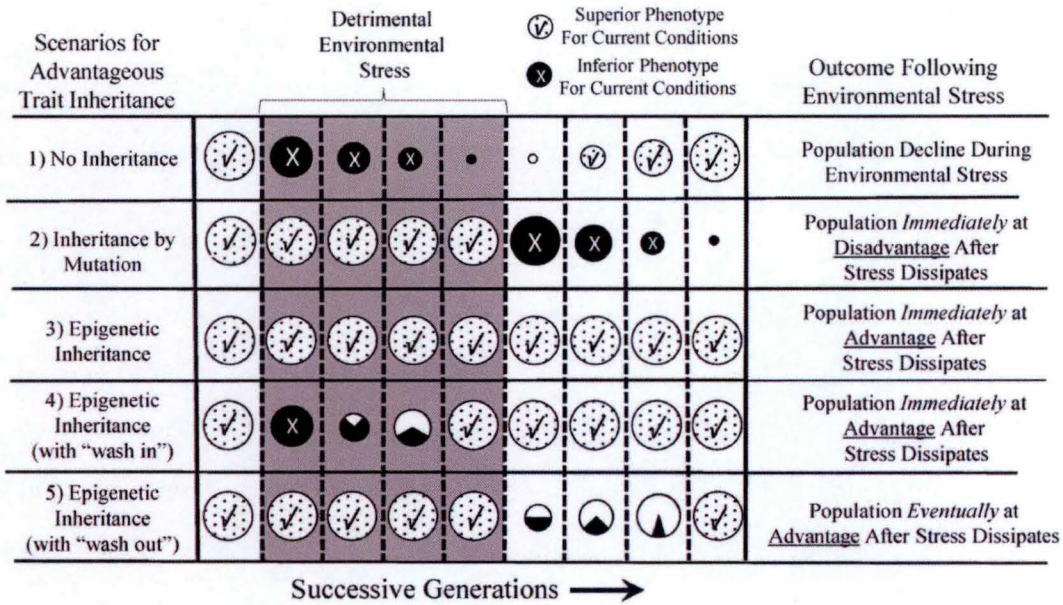 Scenarios for
Advantageous
Trait Inheritance
Detrimental
Environmental
Stress
✓ Superior Phenotype
For Current Conditions
X Inferior Phenotype
For Current Conditions
Outcome Following
Environmental Stress
1) No Inheritance
✓ X X X ✓ ✓ ✓
Population Decline During
Environmental Stress
2) Inheritance by
Mutation
✓ ✓ ✓ ✓ ✓ X X X
Population Immediately at
Disadvantage After
Stress Dissipates
3) Epigenetic
Inheritance
✓ ✓ ✓ ✓ ✓ ✓ ✓ ✓ ✓
Population Immediately at
Advantage After
Stress Dissipates
4) Epigenetic
Inheritance
(with “wash in”)
✓ X ✓ ✓ ✓ ✓ ✓
Population Immediately at
Advantage After
Stress Dissipates
5) Epigenetic
Inheritance
(with “wash out”)
✓ ✓ ✓ ✓ ✓ ✓
Population Eventually at
Advantage After Stress Dissipates
Successive Generations